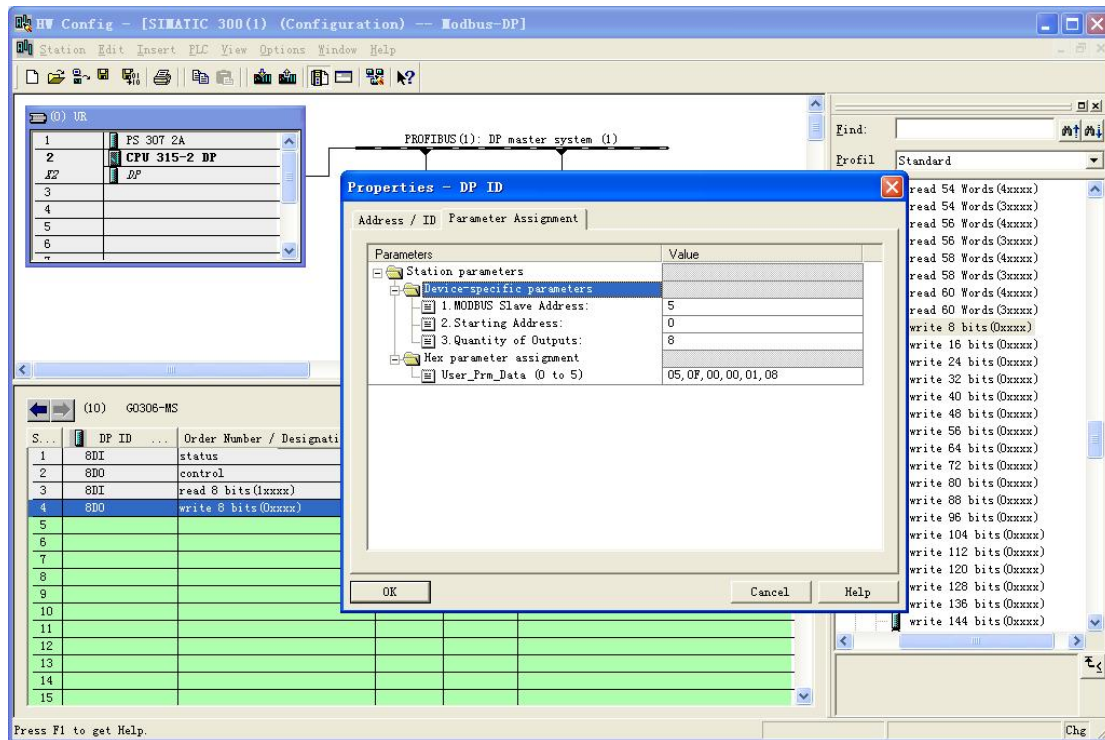 HW Config - [SIMATIC 300(1) (Configuration) -- Modbus-DP]
Station Edit Insert PLC View Options Window Help
(0) UR
1 PS 307 2A
2 CPU 315-2 DP
X2 DP
3
4
5
6
7
PROFIBUS(1): DP master system (1)
Find:
Profil Standard
read 54 Words(4xxxx)
read 54 Words(3xxxx)
read 56 Words(4xxxx)
read 56 Words(3xxxx)
read 58 Words(4xxxx)
read 58 Words(3xxxx)
read 60 Words(4xxxx)
read 60 Words(3xxxx)
write 8 bits(0xxxx)
write 16 bits(0xxxx)
write 24 bits(0xxxx)
write 32 bits(0xxxx)
write 40 bits(0xxxx)
write 48 bits(0xxxx)
write 56 bits(0xxxx)
write 64 bits(0xxxx)
write 72 bits(0xxxx)
write 80 bits(0xxxx)
write 88 bits(0xxxx)
write 96 bits(0xxxx)
write 104 bits(0xxxx)
write 112 bits(0xxxx)
write 120 bits(0xxxx)
write 128 bits(0xxxx)
write 136 bits(0xxxx)
write 144 bits(0xxxx)
Properties - DP ID
Address / ID Parameter Assignment
Parameters Value
Station parameters
Device-specific parameters
1.MODBUS Slave Address: 5
2.Starting Address: 0
3.Quantity of Outputs: 8
Hex parameter assignment
User_Prm_Data (0 to 5) 05,0F,00,00,01,08
OK Cancel Help
(10) G0306-MS
S... DP ID ... Order Number / Designati
1 8DI status
2 8DO control
3 8DI read 8 bits(1xxxx)
4 8DO write 8 bits(0xxxx)
5
6
7
8
9
10
11
12
13
14
15
Press F1 to get Help.
Chg